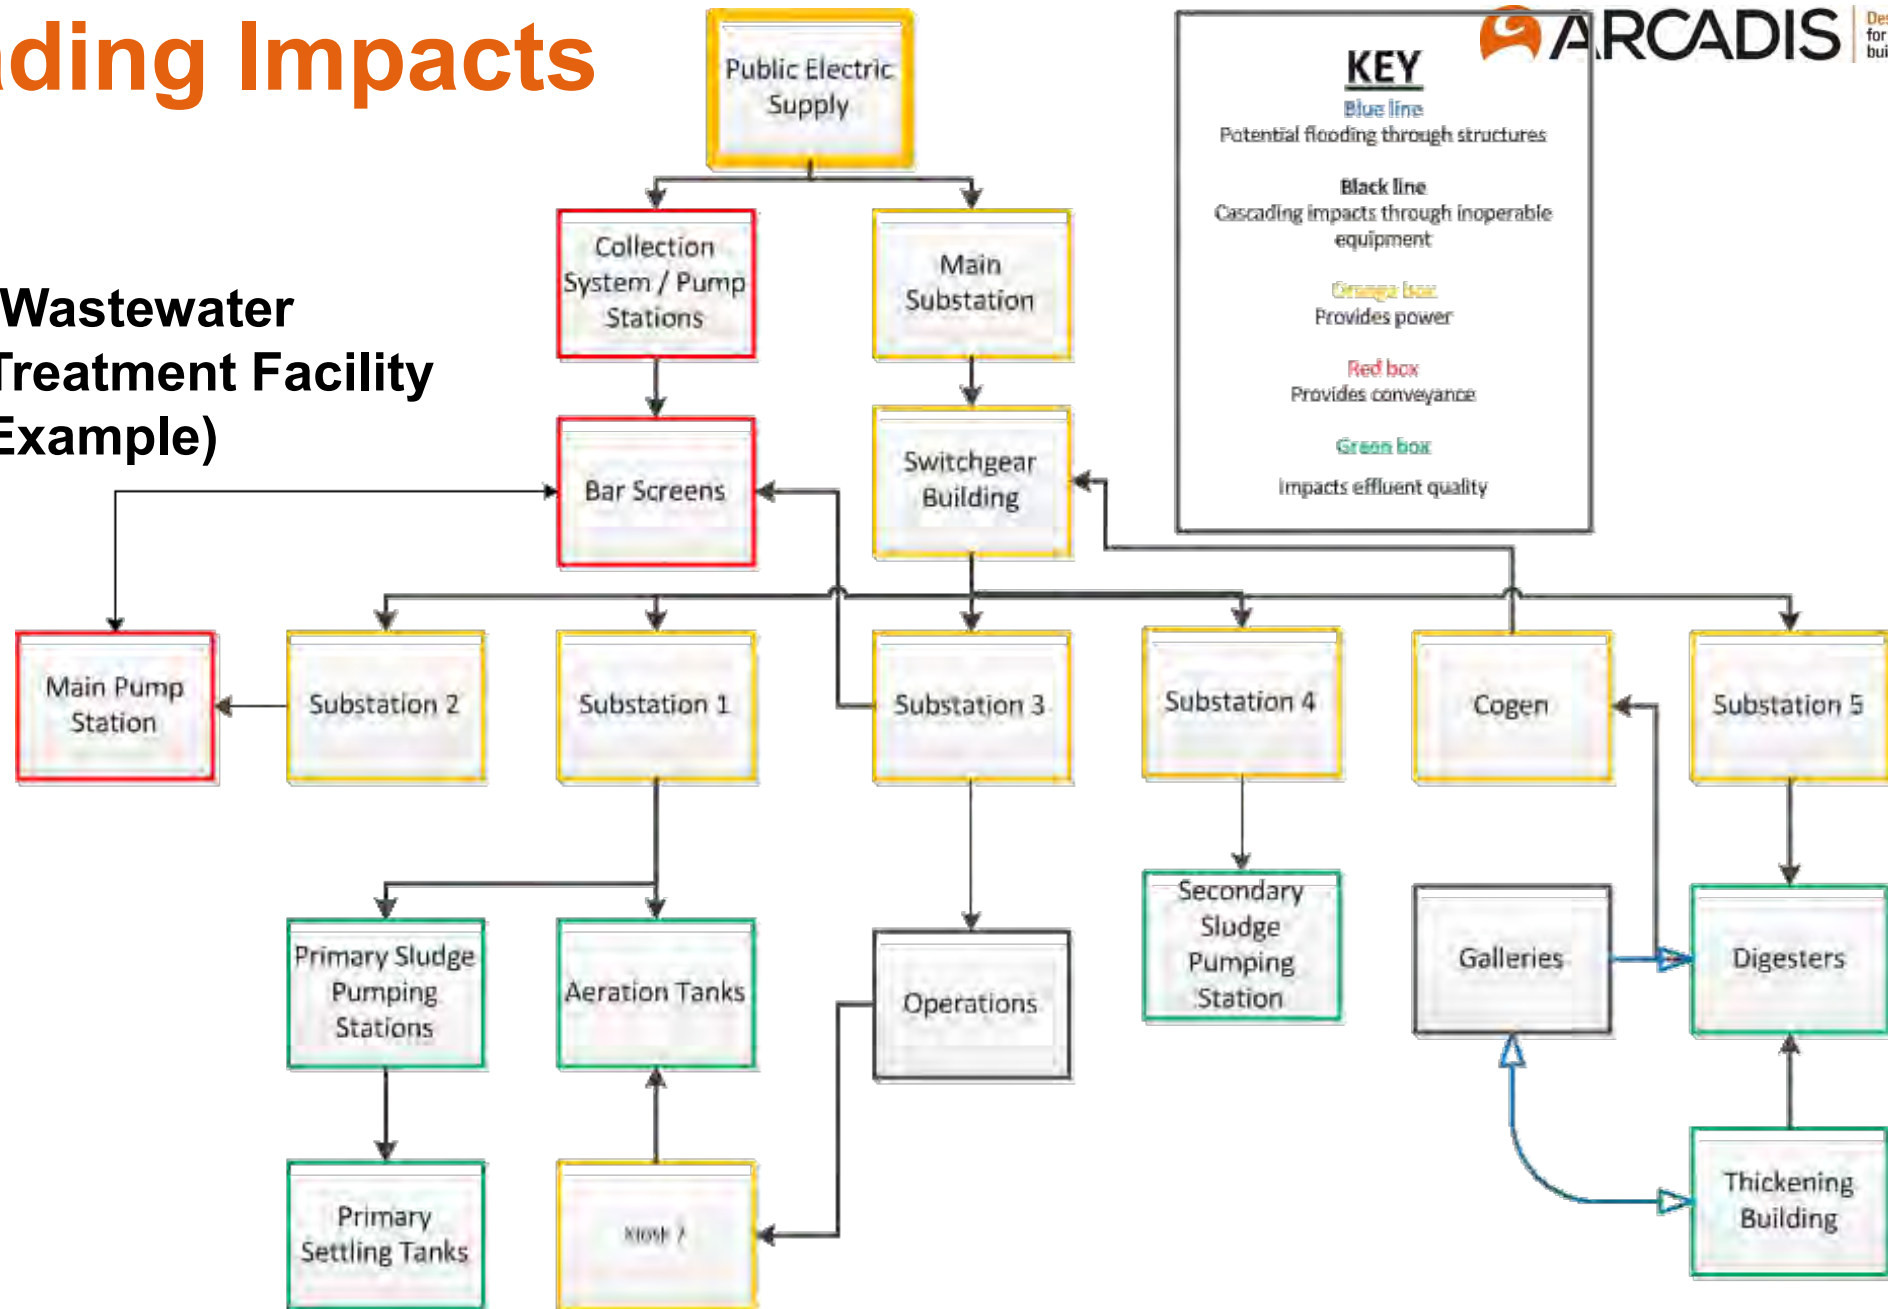 ding Impacts
ARCADIS
for
bui
Wastewater
Treatment Facility
Example)
Public Electric
Supply
KEY
Blue line
Potential flooding through structures
Black line
Cascading impacts through inoperable
equipment
Orange box
Provides power
Red box
Provides conveyance
Green box
Impacts effluent quality
Collection
System / Pump
Stations
Main
Substation
Bar Screens
Switchgear
Building
Main Pump
Station
Substation 2
Substation 1
Substation 3
Substation 4
Cogen
Substation 5
Primary Sludge
Pumping
Stations
Aeration Tanks
Operations
Secondary
Sludge
Pumping
Station
Galleries
Digesters
Primary
Settling Tanks
Thickening
Building